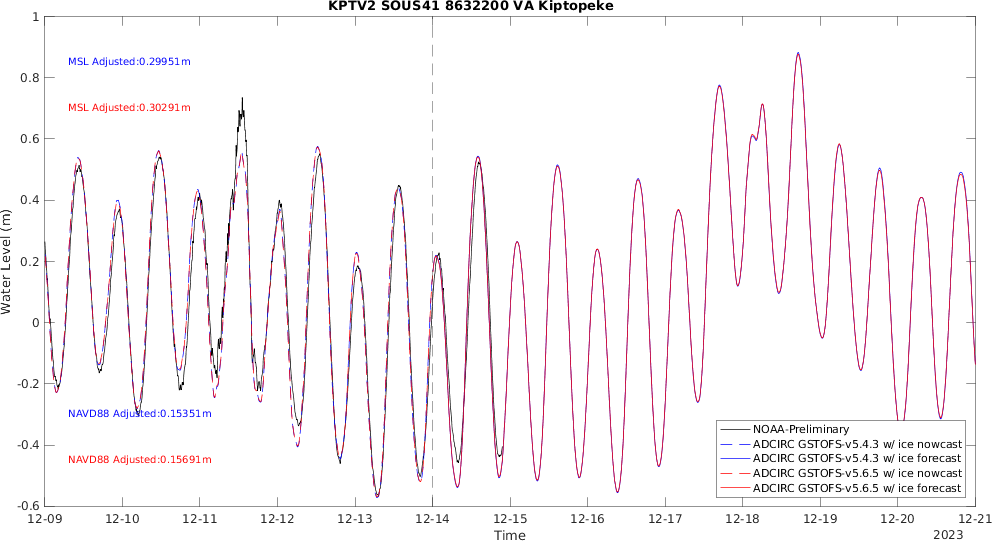 KPTV2 SOUS41 8632200 VA Kiptopeke
Water Level (m)
1
0.8
0.6
0.4
0.2
0
-0.2
-0.4
-0.6
MSL Adjusted:0.29951m
MSL Adjusted:0.30291m
NAVD88 Adjusted:0.15351m
NAVD88 Adjusted:0.15691m
NOAA-Preliminary
ADCIRC GSTOFS-v5.4.3 w/ ice nowcast
ADCIRC GSTOFS-v5.4.3 w/ ice forecast
ADCIRC GSTOFS-v5.6.5 w/ ice nowcast
ADCIRC GSTOFS-v5.6.5 w/ ice forecast
12-09 12-10 12-11 12-12 12-13 12-14 12-15 12-16 12-17 12-18 12-19 12-20 12-21
Time
2023